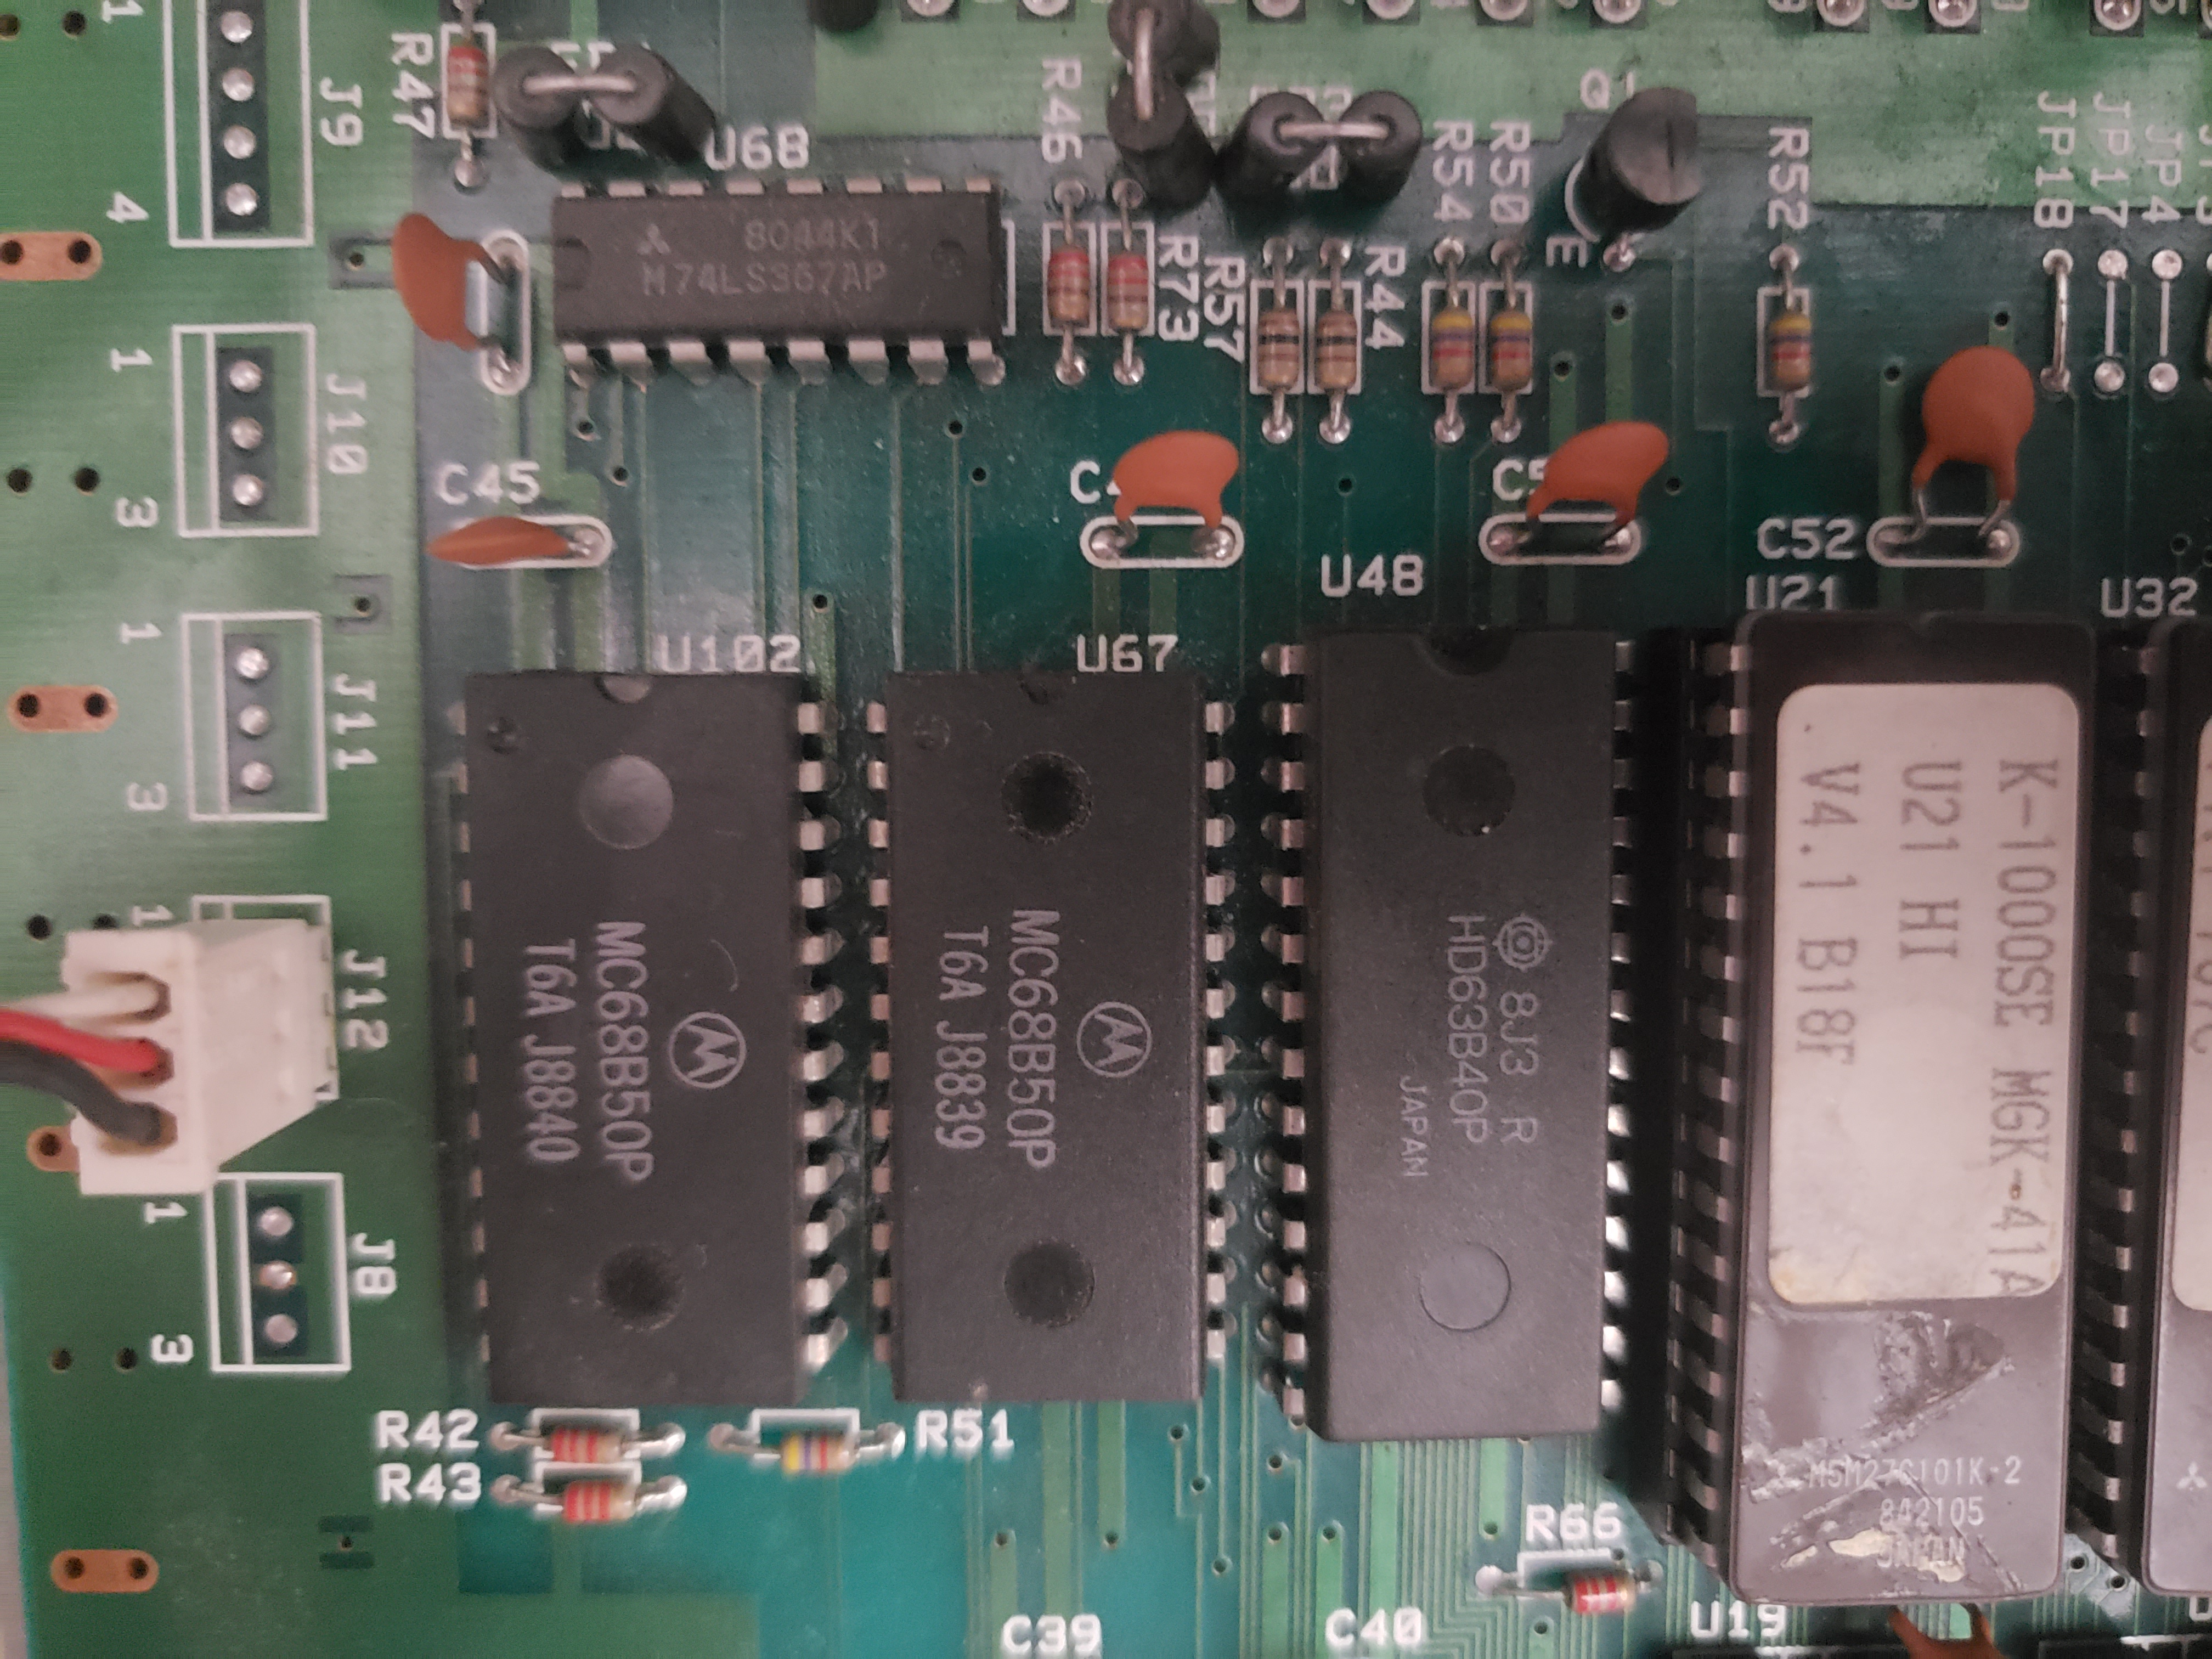 1
J9
4
R47
U68
8044K1
M74LS367AP
R46
R73
R57
R44
R54
R50
E
R52
JP18
JP17
JP4
1
J10
3
C45
C52
U48
U21
U32
1
J11
3
U102
MC68B50P
T6A J8840
U67
MC68B50P
T6A J8839
8J3 R
HD63B40P
JAPAN
K-1000SE MGK-41A
U21 HI
V4.1 B18F
M5M27C101K-2
842105
JAPAN
1
J12
1
J8
3
R42
R43
R51
R66
C39
C40
U19